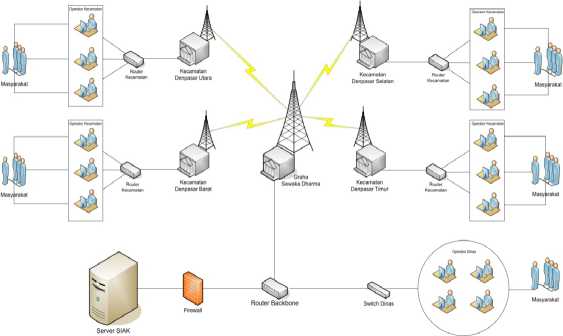 Operator Kecamatan
Operator Kecamatan
Masyarakat
Router
Kecamatan
Kecamatan
Denpasar Utara
Kecamatan
Denpasar Selatan
Router
Kecamatan
Masyarakat
Operator Kecamatan
Operator Kecamatan
Masyarakat
Router
Kecamatan
Kecamatan
Denpasar Barat
Graha
Sewaka Dharma
Kecamatan
Denpasar Timur
Router
Kecamatan
Masyarakat
Operator Dinas
Server SIAK
Firewall
Router Backbone
Switch Dinas
Masyarakat